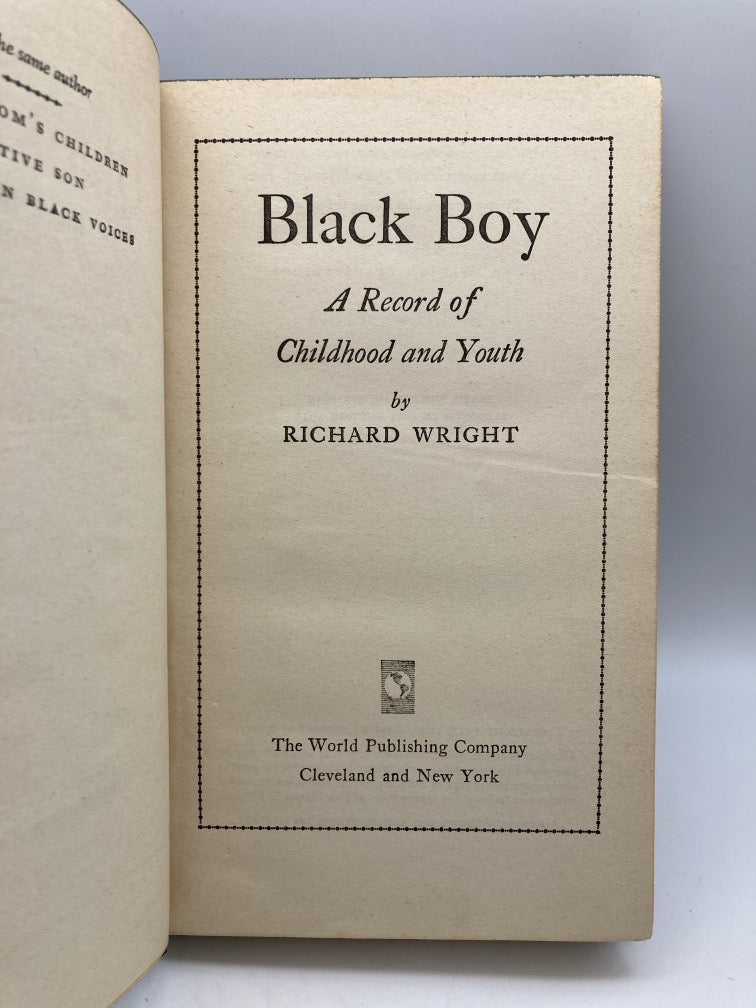 he same author
OM'S CHILDREN
TIVE SON
N BLACK VOICES
Black Boy
A Record of
Childhood and Youth
by
RICHARD WRIGHT
The World Publishing Company
Cleveland and New York